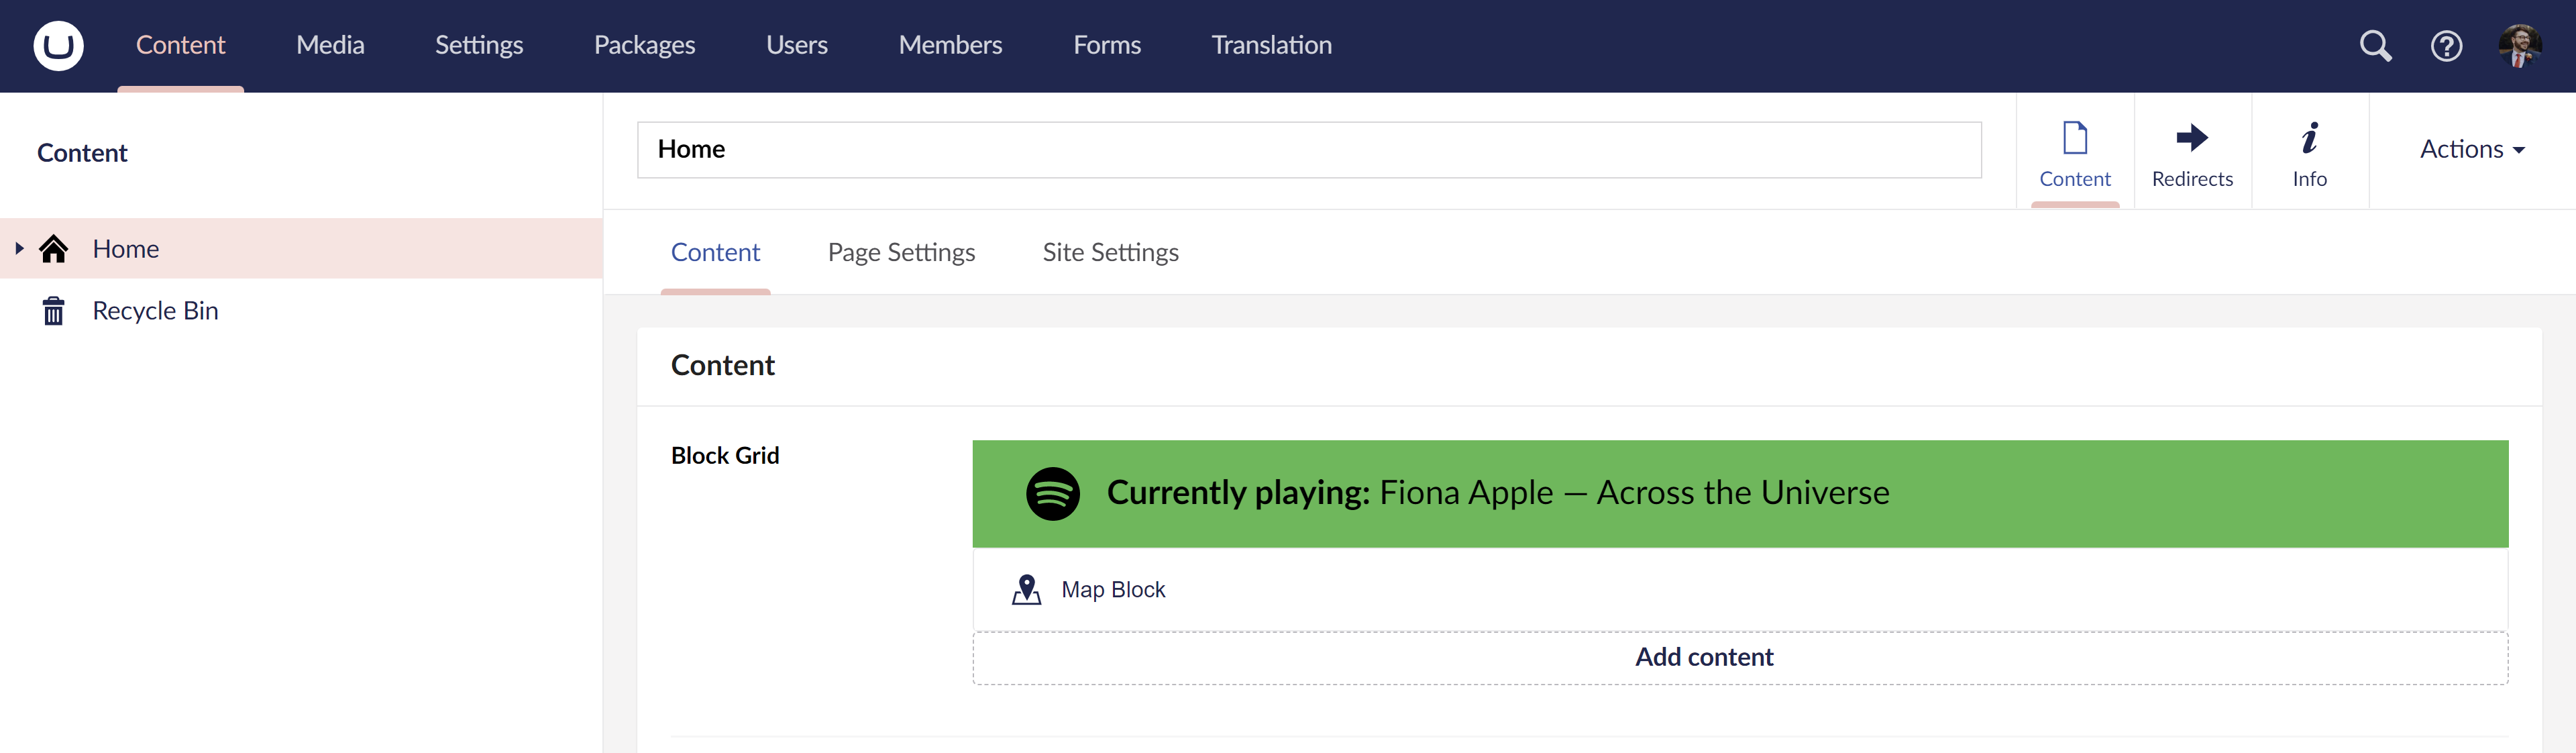 Content Media Settings Packages Users Members Forms Translation
Content
Home
Recycle Bin
Home
Content Redirects Info
Actions
Content Page Settings Site Settings
Content
Block Grid
Currently playing: Fiona Apple — Across the Universe
Map Block
Add content